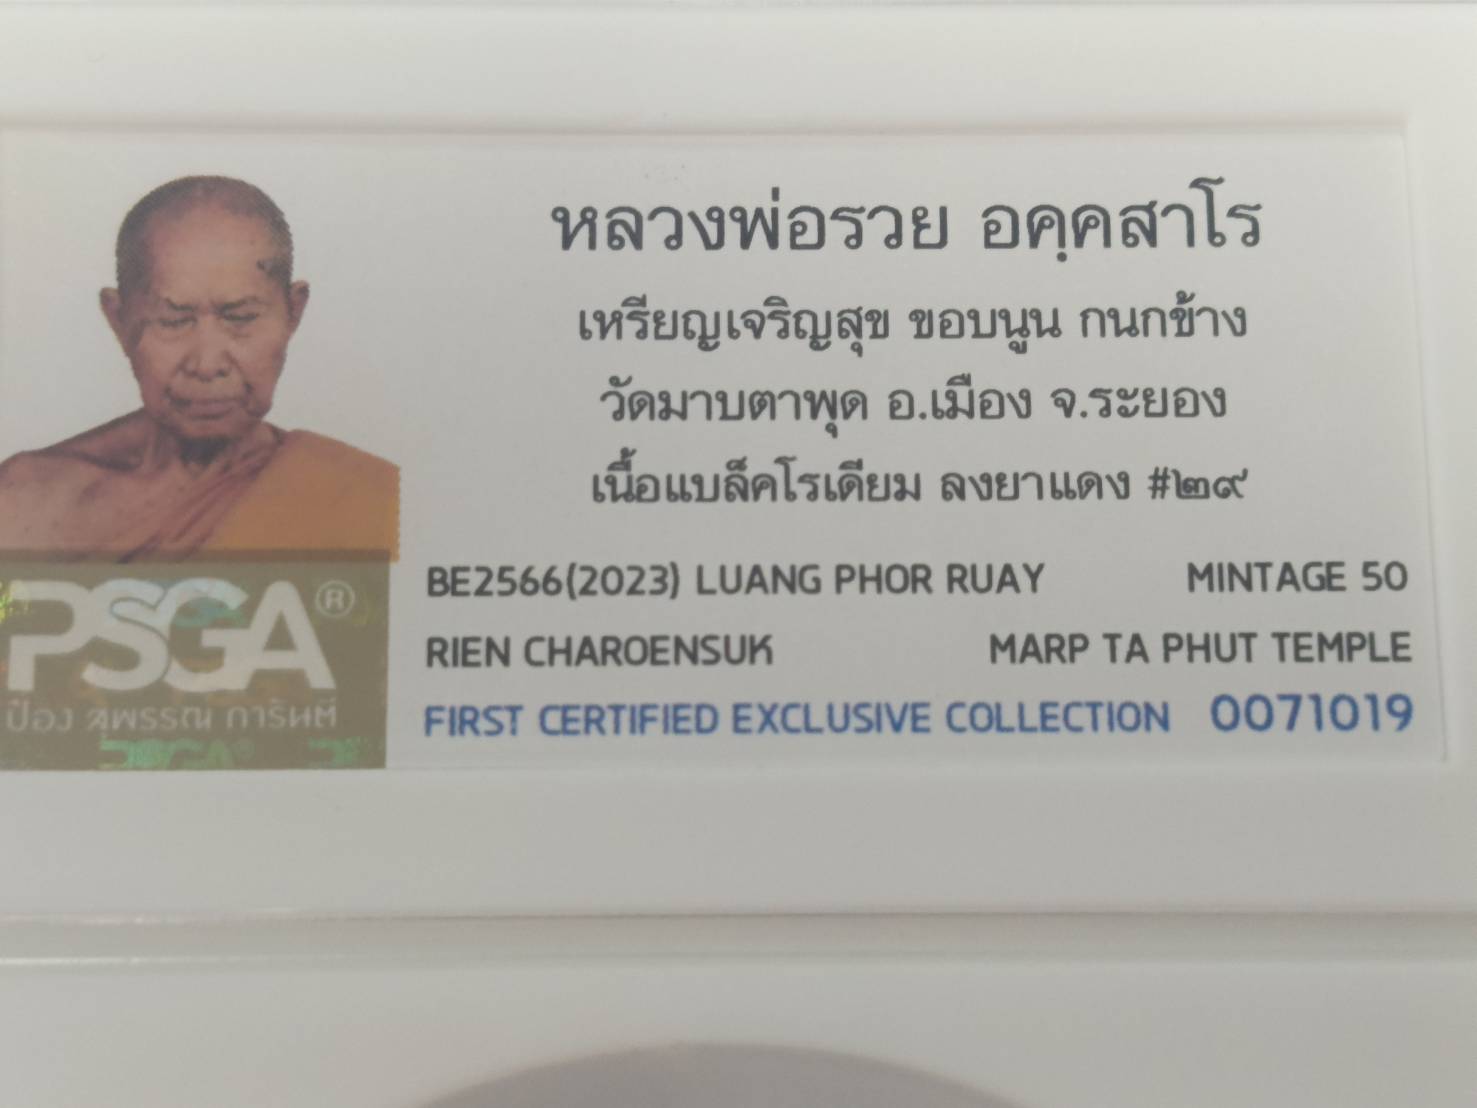 หลวงพ่อรวย อคฺคสาโร
เหรียญเจริญสุข ขอบนูน กนกข้าง
วัดมาบตาพุด อ.เมือง จ.ระยอง
เนื้อแบล็คโรเดียม ลงยาแดง #๒๙
BE2566(2023) LUANG PHOR RUAY MINTAGE 50
RIEN CHAROENSUK MARP TA PHUT TEMPLE
FIRST CERTIFIED EXCLUSIVE COLLECTION 0071019
PSGA®
ป๋อง สุพรรณ การันตี
PSGA®